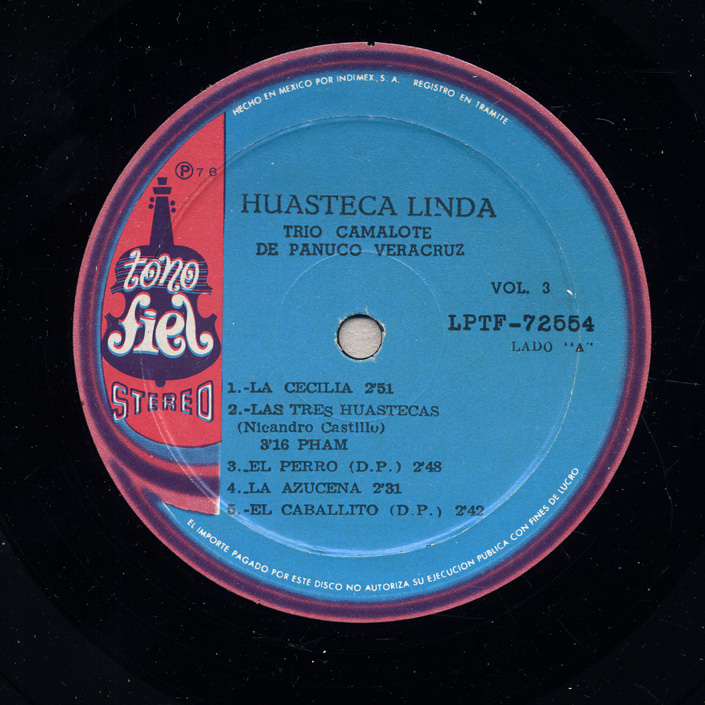 HECHO EN MEXICO POR INDIMEX, S. A. REGISTRO EN TRAMITE
Ⓟ 76
tono
fiel
STEREO
HUASTECA LINDA
TRIO CAMALOTE
DE PANUCO VERACRUZ
VOL. 3
LPTF-72554
LADO "A"
1.-LA CECILIA 2'51
2.-LAS TRES HUASTECAS
(Nicandro Castillo)
3'16 PHAM
3.-EL PERRO (D.P.) 2'48
4.-LA AZUCENA 2'31
5.-EL CABALLITO (D.P.) 2'42
EL IMPORTE PAGADO POR ESTE DISCO NO AUTORIZA SU EJECUCION PUBLICA CON FINES DE LUCRO